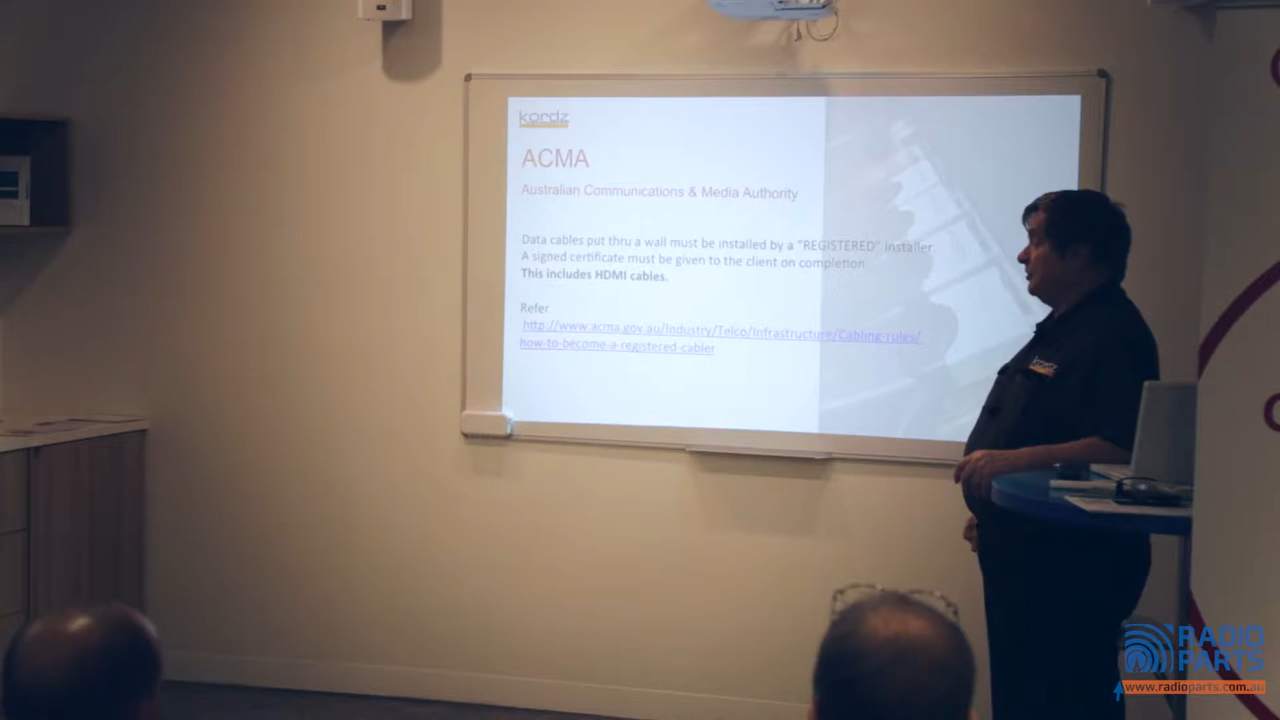 kordz
ACMA
Australian Communications & Media Authority
Data cables put thru a wall must be installed by a "REGISTERED" installer.
A signed certificate must be given to the client on completion
This includes HDMI cables.
Refer
http://www.acma.gov.au/Industry/Telco/Infrastructure/Cabling-rules/
how-to-become-a-registered-cabler
kordz
RADIO
PARTS
www.radioparts.com.au